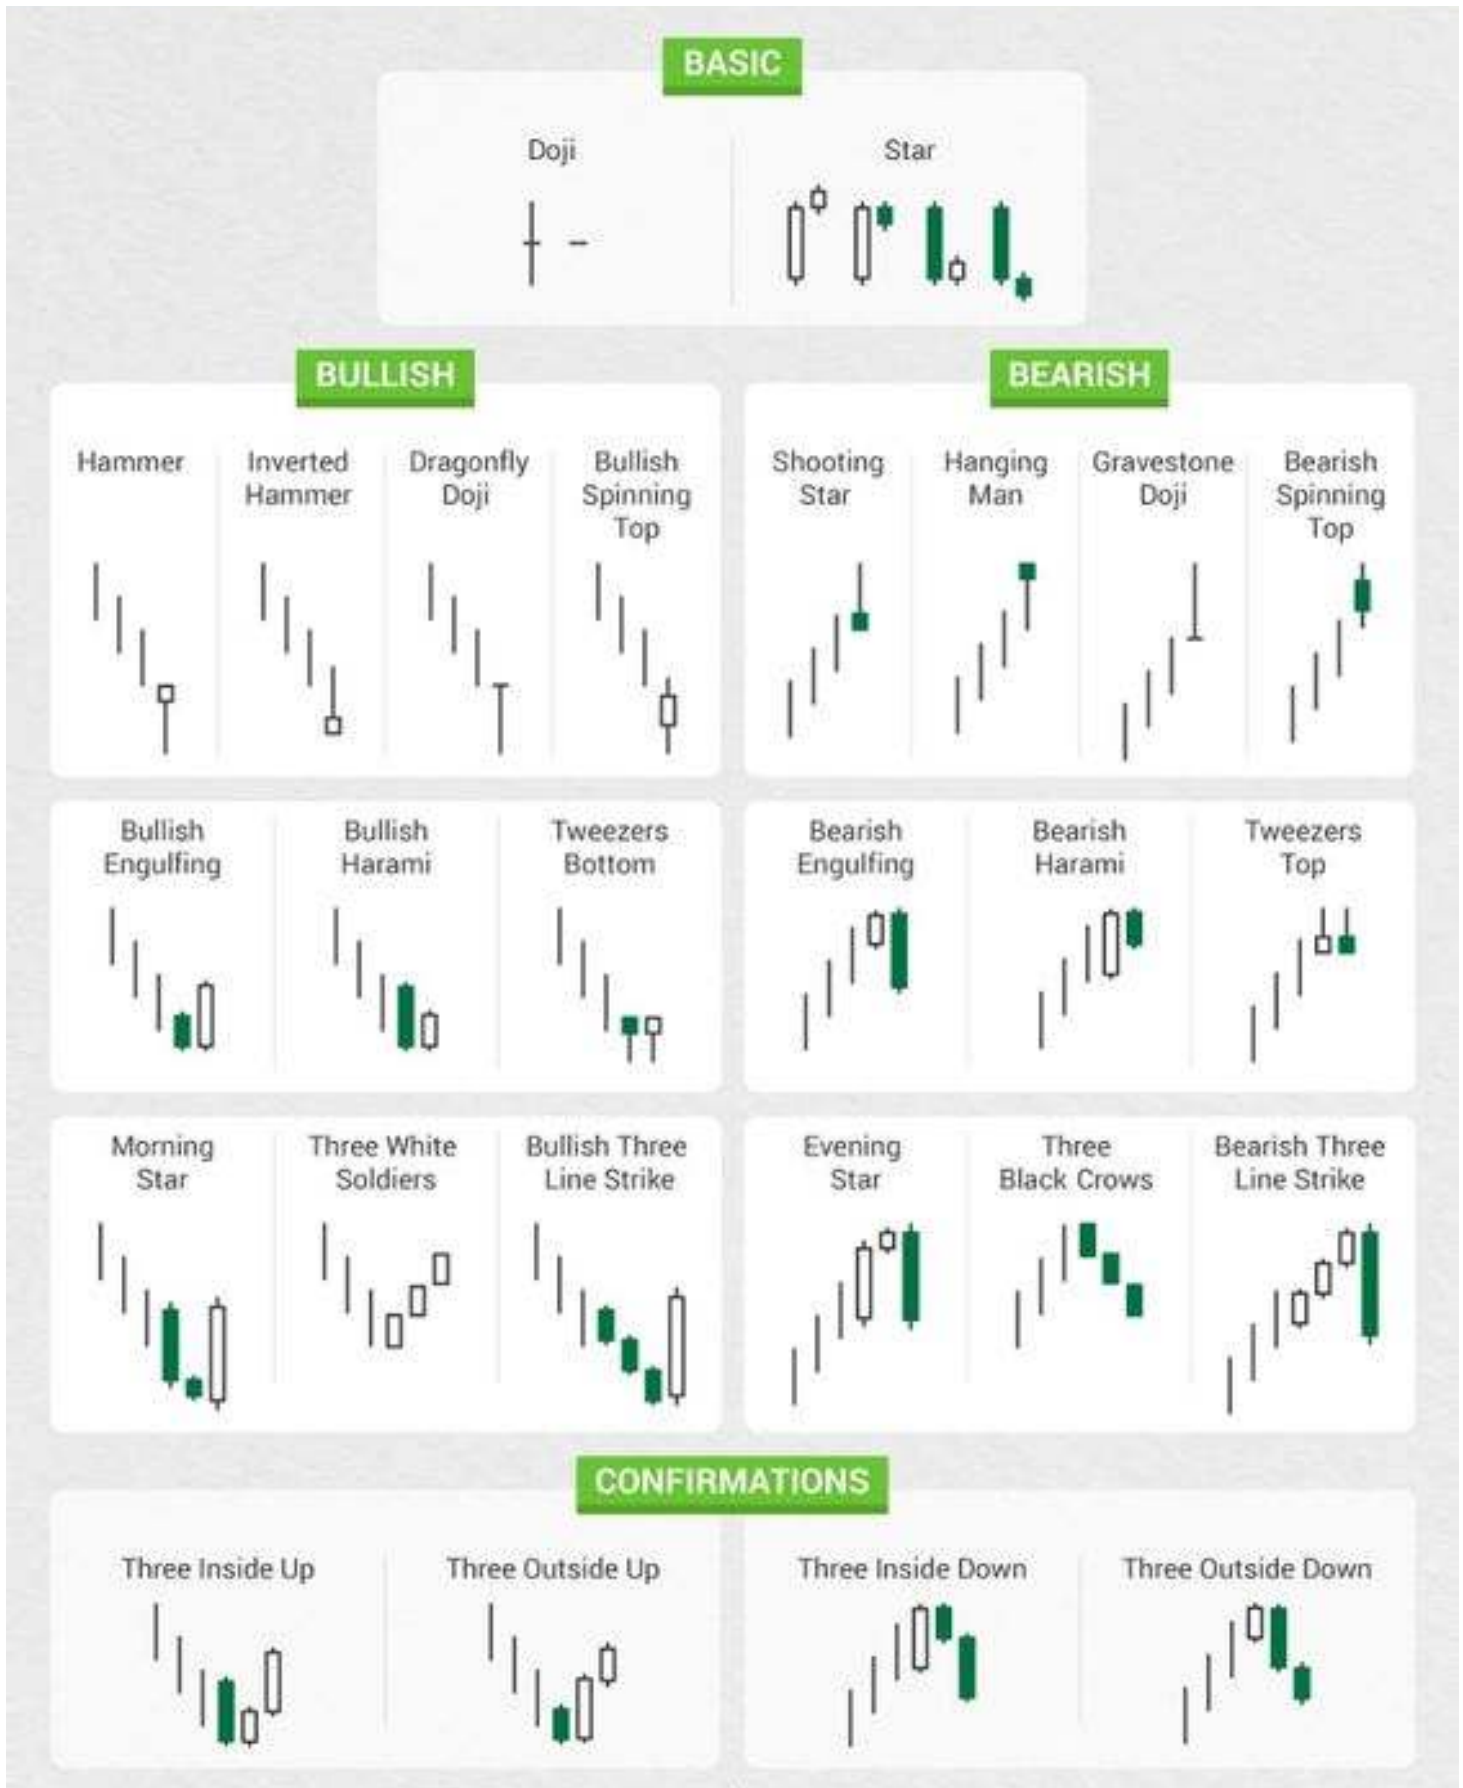 BASIC
Doji
Star
BULLISH
BEARISH
Hammer
Inverted
Hammer
Dragonfly
Doji
Bullish
Spinning
Top
Shooting
Star
Hanging
Man
Gravestone
Doji
Bearish
Spinning
Top
Bullish
Engulfing
Bullish
Harami
Tweezers
Bottom
Bearish
Engulfing
Bearish
Harami
Tweezers
Top
Morning
Star
Three White
Soldiers
Bullish Three
Line Strike
Evening
Star
Three
Black Crows
Bearish Three
Line Strike
CONFIRMATIONS
Three Inside Up
Three Outside Up
Three Inside Down
Three Outside Down